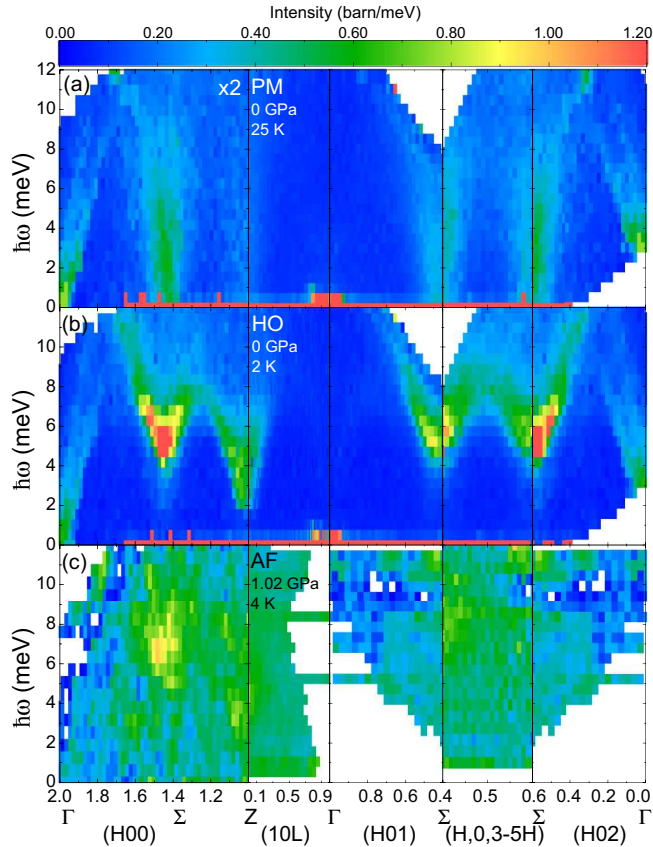 Intensity (barn/meV)
0.00 0.20 0.40 0.60 0.80 1.00 1.20
12
10
8
6
4
2
0
ħω (meV)
(a)
x2 PM
0 GPa
25 K
10
8
6
4
2
0
ħω (meV)
(b)
HO
0 GPa
2 K
10
8
6
4
2
0
ħω (meV)
(c)
AF
1.02 GPa
4 K
2.0 1.8 1.6 1.4 1.2 0.1 0.5 0.9 0.8 0.6 0.4 0.5 0.6 0.4 0.2 0.0
Γ Σ Z Γ Σ Σ Γ
(H00) (10L) (H01) (H,0,3-5H) (H02)